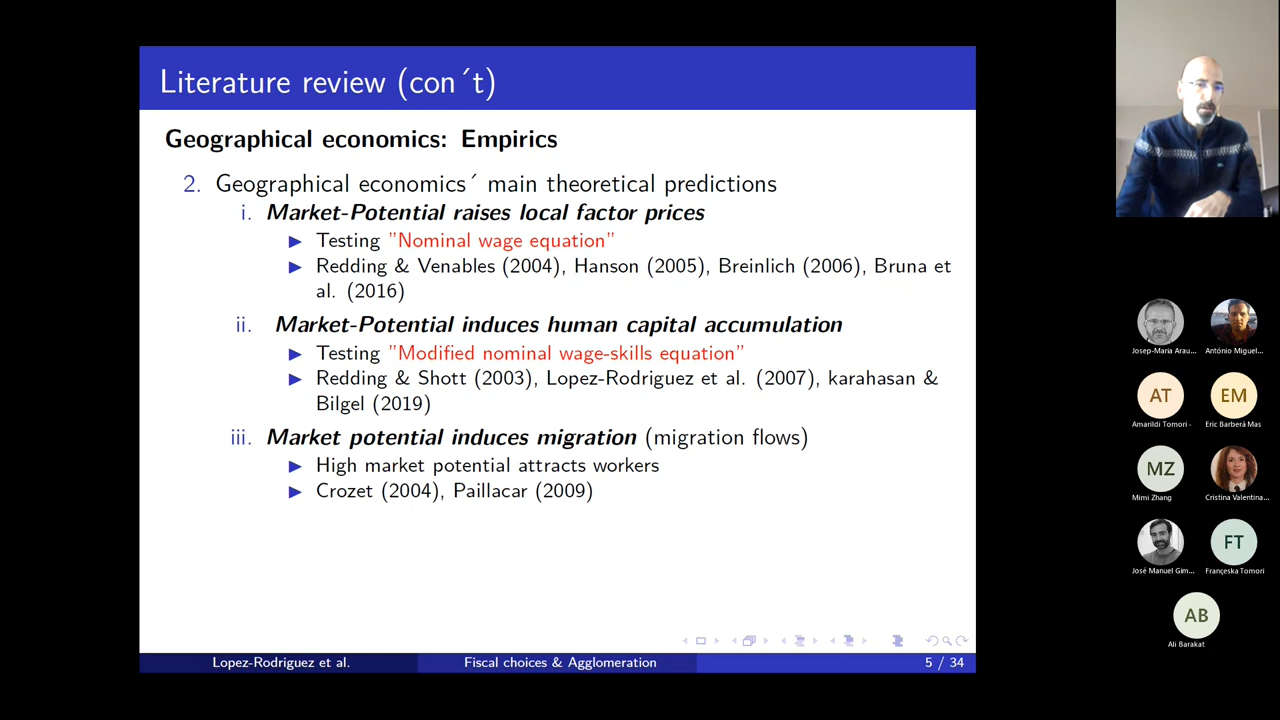 Literature review (con´t)
Geographical economics: Empirics
2. Geographical economics´ main theoretical predictions
i. Market-Potential raises local factor prices
Testing ”Nominal wage equation”
Redding & Venables (2004), Hanson (2005), Breinlich (2006), Bruna et
al. (2016)
ii. Market-Potential induces human capital accumulation
Testing ”Modified nominal wage-skills equation”
Redding & Shott (2003), Lopez-Rodriguez et al. (2007), karahasan &
Bilgel (2019)
iii. Market potential induces migration (migration flows)
High market potential attracts workers
Crozet (2004), Paillacar (2009)
Lopez-Rodriguez et al.
Fiscal choices & Agglomeration
5 / 34
Josep-Maria Arau...
António Miguel...
AT
EM
Amarildi Tomori -
Eric Barberá Mas
MZ
Mimi Zhang
Cristina Valentina...
José Manuel Gim...
FT
Françeska Tomori
AB
Ali Barakat